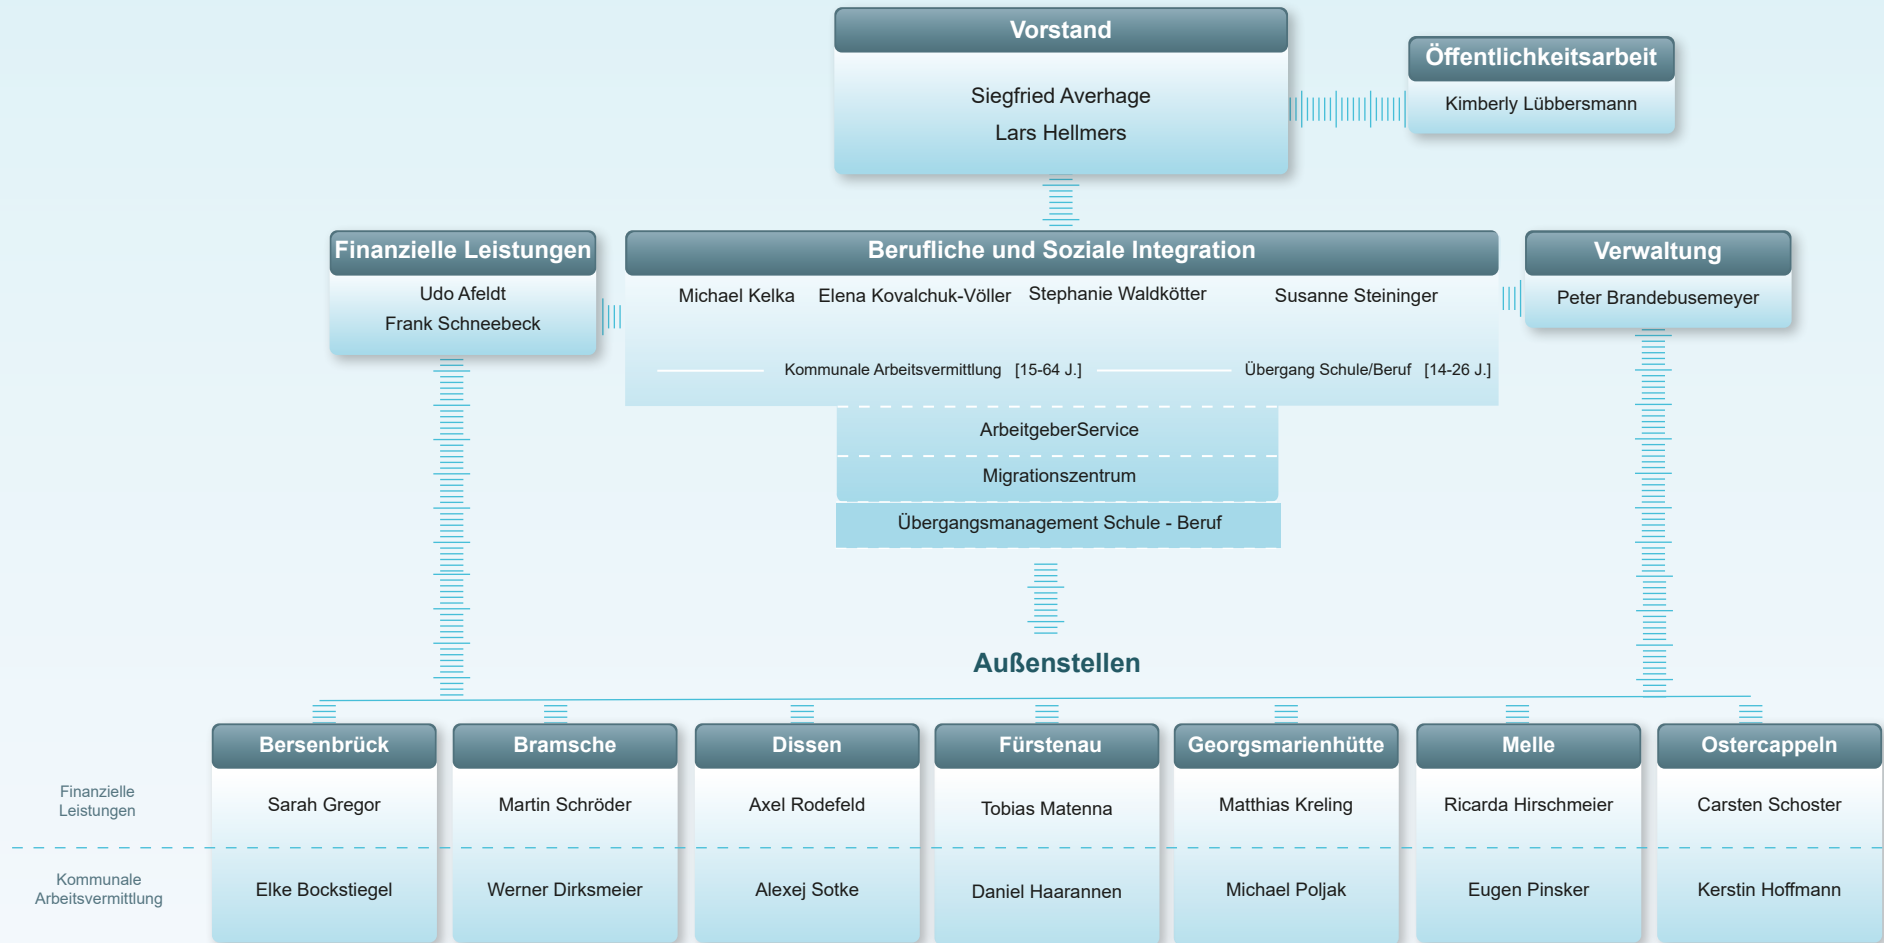 Vorstand
Siegfried Averhage
Lars Hellmers
Öffentlichkeitsarbeit
Kimberly Lübbersmann
Finanzielle Leistungen
Udo Afeldt
Frank Schneebeck
Berufliche und Soziale Integration
Michael Kelka Elena Kovalchuk-Völler Stephanie Waldkötter Susanne Steininger
Kommunale Arbeitsvermittlung [15-64 J.] Übergang Schule/Beruf [14-26 J.]
Verwaltung
Peter Brandebusemeyer
ArbeitgeberService
Migrationszentrum
Übergangsmanagement Schule - Beruf
Außenstellen
Bersenbrück Bramsche Dissen Fürstenau Georgsmarienhütte Melle Ostercappeln
Finanzielle
Leistungen
Sarah Gregor Martin Schröder Axel Rodefeld Tobias Matenna Matthias Kreling Ricarda Hirschmeier Carsten Schoster
Kommunale
Arbeitsvermittlung
Elke Bockstiegel Werner Dirksmeier Alexej Sotke Daniel Haarannen Michael Poljak Eugen Pinsker Kerstin Hoffmann